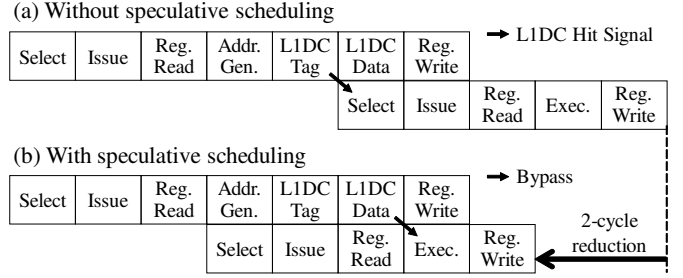 (a) Without speculative scheduling
→ L1DC Hit Signal
Select Issue Reg. Read Addr. Gen. L1DC Tag L1DC Data Reg. Write
Select Issue Reg. Read Exec. Reg. Write
(b) With speculative scheduling
→ Bypass
Select Issue Reg. Read Addr. Gen. L1DC Tag L1DC Data Reg. Write
Select Issue Reg. Read Exec. Reg. Write
2-cycle
reduction